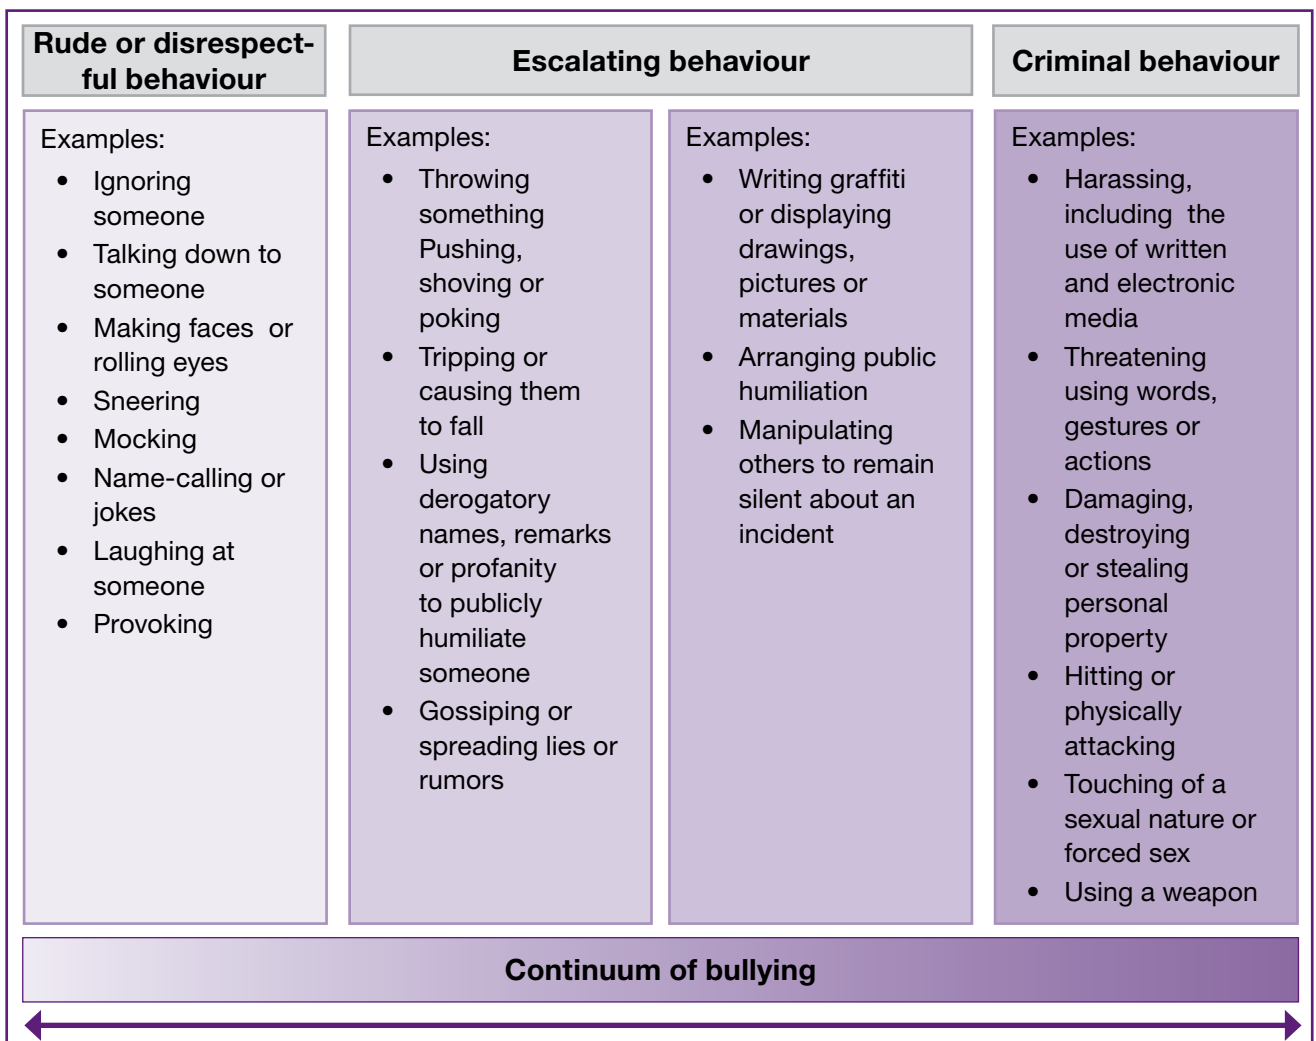 Rude or disrespect-
ful behaviour
Escalating behaviour
Criminal behaviour
Examples:
• Ignoring
someone
• Talking down to
someone
• Making faces  or
rolling eyes
• Sneering
• Mocking
• Name-calling or
jokes
• Laughing at
someone
• Provoking
Examples:
• Throwing
something
Pushing,
shoving or
poking
• Tripping or
causing them
to fall
• Using
derogatory
names, remarks
or profanity
to publicly
humiliate
someone
• Gossiping or
spreading lies or
rumors
Examples:
• Writing graffiti
or displaying
drawings,
pictures or
materials
• Arranging public
humiliation
• Manipulating
others to remain
silent about an
incident
Examples:
• Harassing,
including  the
use of written
and electronic
media
• Threatening
using words,
gestures or
actions
• Damaging,
destroying
or stealing
personal
property
• Hitting or
physically
attacking
• Touching of a
sexual nature or
forced sex
• Using a weapon
Continuum of bullying